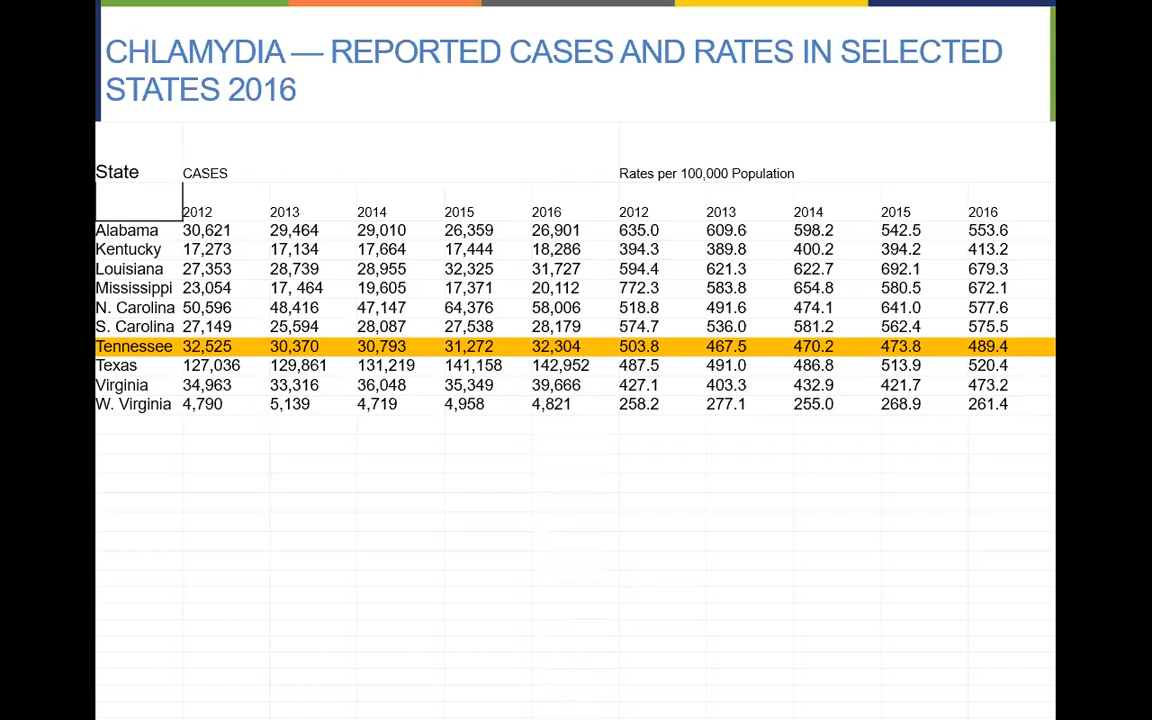 CHLAMYDIA — REPORTED CASES AND RATES IN SELECTED
STATES 2016
State CASES Rates per 100,000 Population
2012 2013 2014 2015 2016 2012 2013 2014 2015 2016
Alabama 30,621 29,464 29,010 26,359 26,901 635.0 609.6 598.2 542.5 553.6
Kentucky 17,273 17,134 17,664 17,444 18,286 394.3 389.8 400.2 394.2 413.2
Louisiana 27,353 28,739 28,955 32,325 31,727 594.4 621.3 622.7 692.1 679.3
Mississippi 23,054 17, 464 19,605 17,371 20,112 772.3 583.8 654.8 580.5 672.1
N. Carolina 50,596 48,416 47,147 64,376 58,006 518.8 491.6 474.1 641.0 577.6
S. Carolina 27,149 25,594 28,087 27,538 28,179 574.7 536.0 581.2 562.4 575.5
Tennessee 32,525 30,370 30,793 31,272 32,304 503.8 467.5 470.2 473.8 489.4
Texas 127,036 129,861 131,219 141,158 142,952 487.5 491.0 486.8 513.9 520.4
Virginia 34,963 33,316 36,048 35,349 39,666 427.1 403.3 432.9 421.7 473.2
W. Virginia 4,790 5,139 4,719 4,958 4,821 258.2 277.1 255.0 268.9 261.4